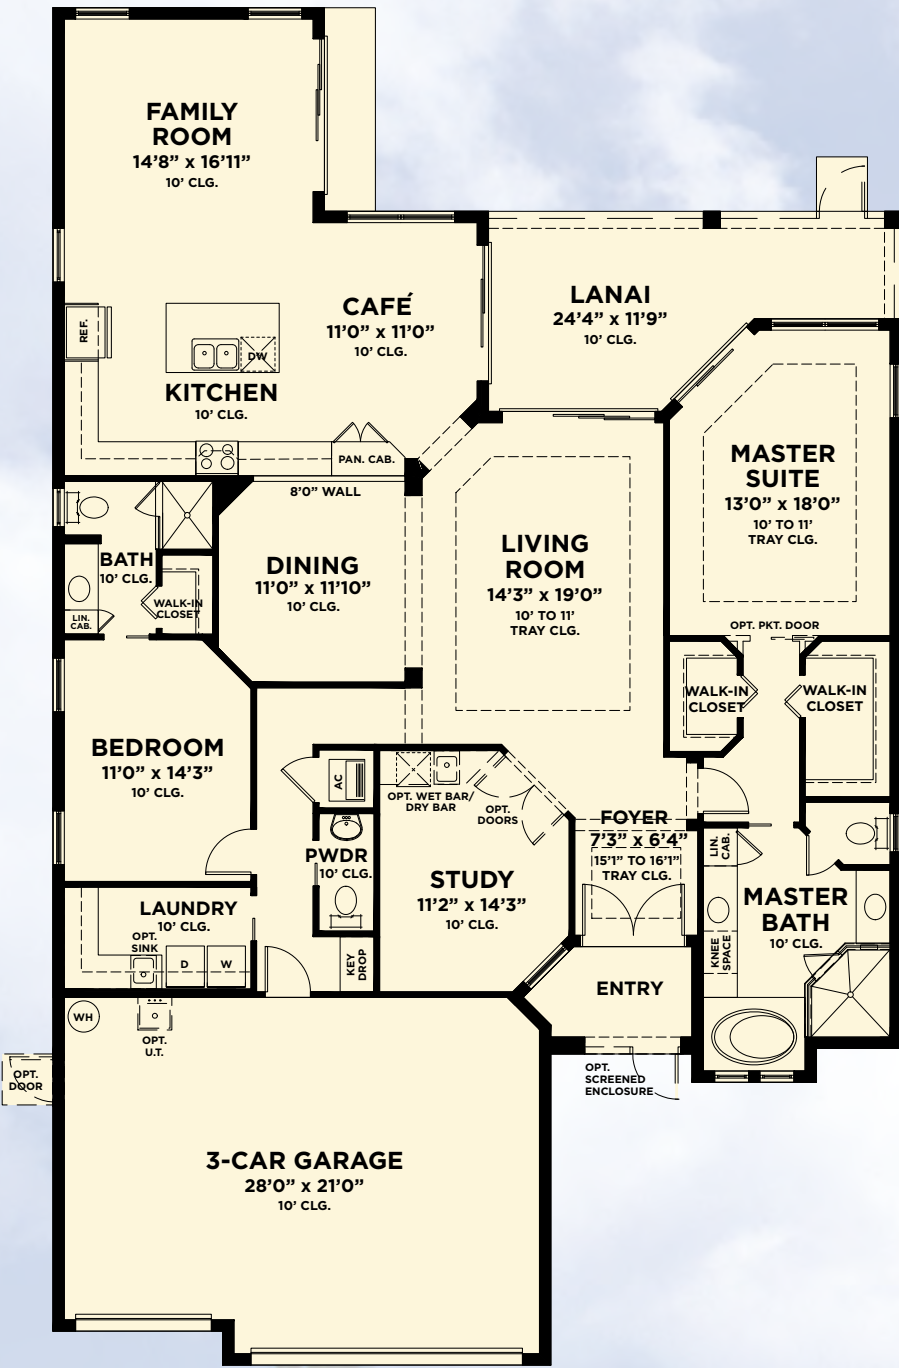 FAMILY
ROOM
14'8" x 16'11"
10' CLG.
CAFÉ
11'0" x 11'0"
10' CLG.
LANAI
24'4" x 11'9"
10' CLG.
REF.
DW
KITCHEN
10' CLG.
PAN. CAB.
MASTER
SUITE
13'0" x 18'0"
10' TO 11'
TRAY CLG.
8'0" WALL
BATH
10' CLG.
LIN.
CAB.
WALK-IN
CLOSET
DINING
11'0" x 11'10"
10' CLG.
LIVING
ROOM
14'3" x 19'0"
10' TO 11'
TRAY CLG.
OPT. PKT. DOOR
WALK-IN
CLOSET
WALK-IN
CLOSET
BEDROOM
11'0" x 14'3"
10' CLG.
AC
OPT. WET BAR/
DRY BAR
OPT.
DOORS
FOYER
7'3" x 6'4"
15'1" TO 16'1"
TRAY CLG.
LIN.
CAB.
PWDR
10' CLG.
STUDY
11'2" x 14'3"
10' CLG.
MASTER
BATH
10' CLG.
KNEE
SPACE
LAUNDRY
10' CLG.
OPT.
SINK
D
W
KEY
DROP
ENTRY
WH
OPT.
U.T.
OPT.
DOOR
OPT.
SCREENED
ENCLOSURE
3-CAR GARAGE
28'0" x 21'0"
10' CLG.